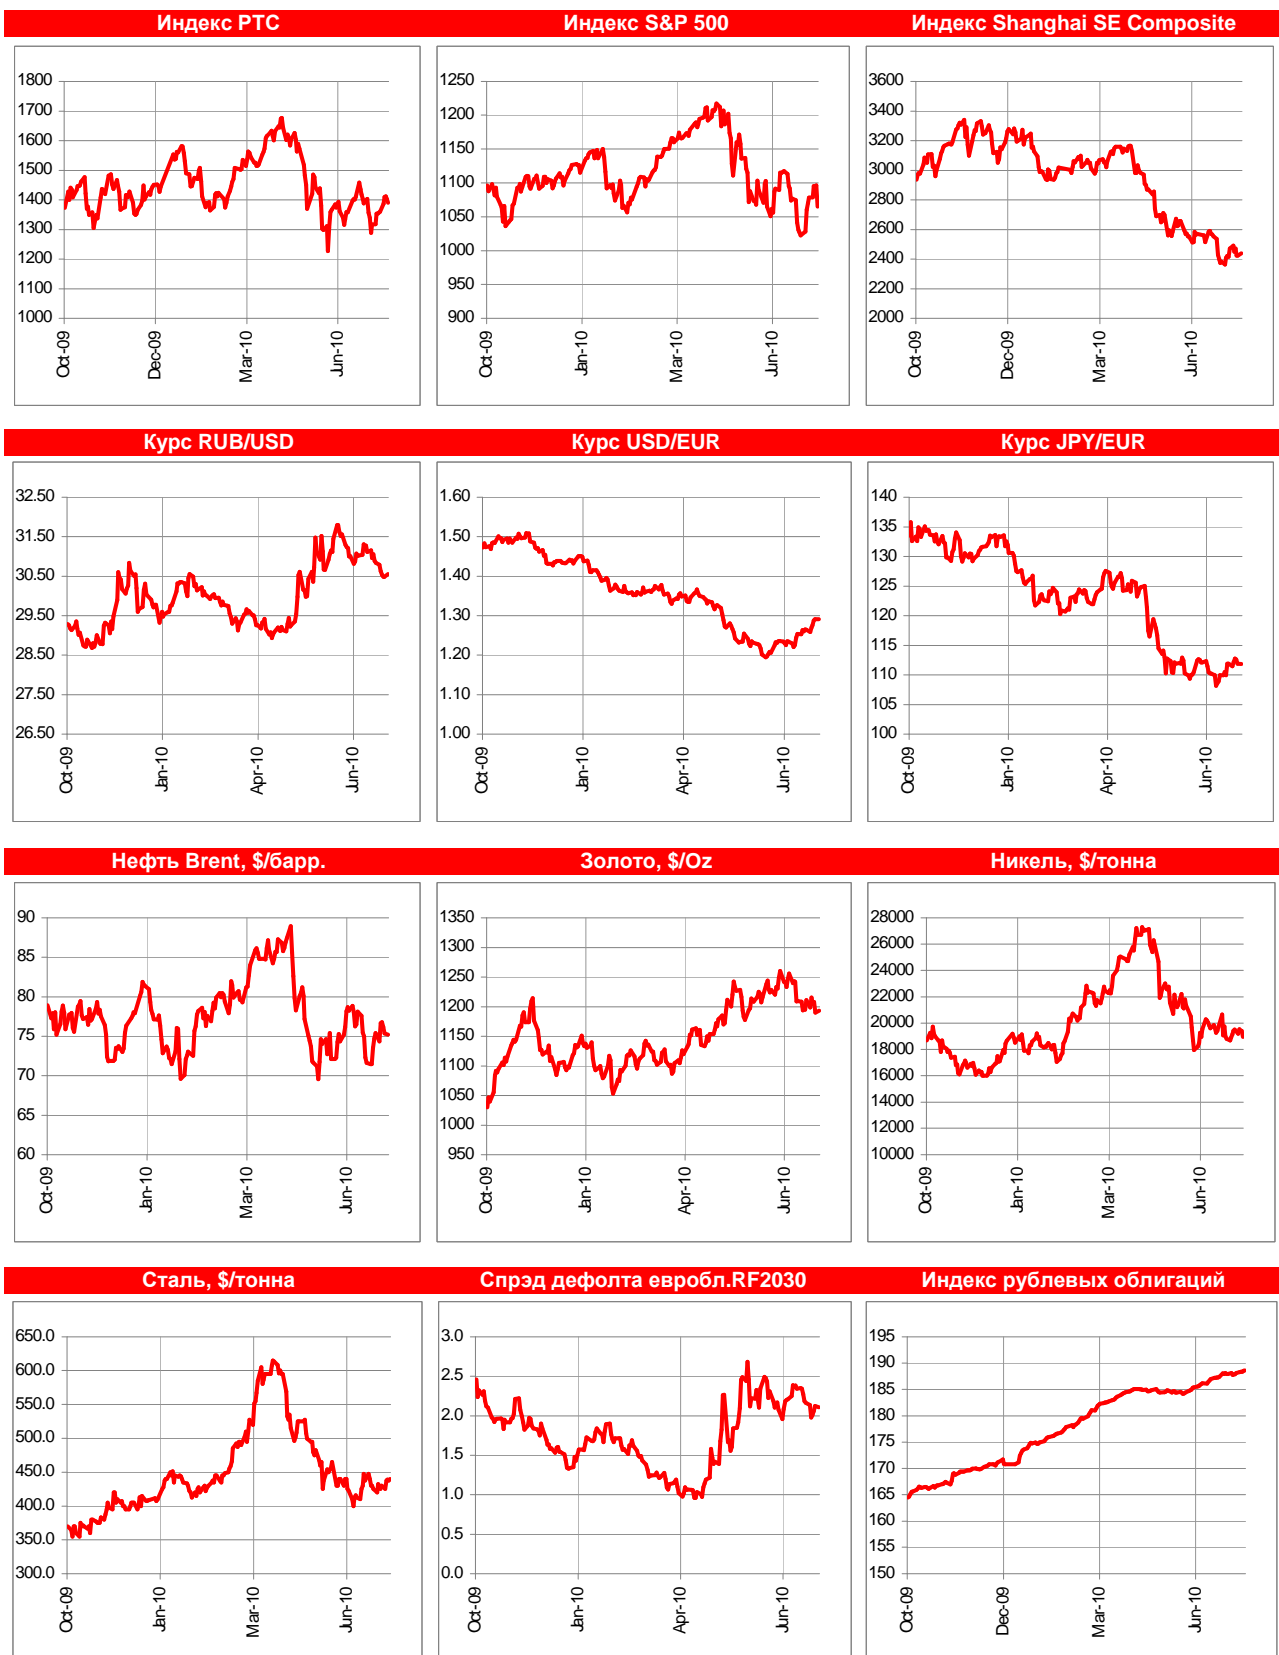 Индекс РТС
Индекс S&P 500
Индекс Shanghai SE Composite
1800
1700
1600
1500
1400
1300
1200
1100
1000
Oct-09
Dec-09
Mar-10
Jun-10
1250
1200
1150
1100
1050
1000
950
900
Oct-09
Jan-10
Mar-10
Jun-10
3600
3400
3200
3000
2800
2600
2400
2200
2000
Oct-09
Dec-09
Mar-10
Jun-10
Курс RUB/USD
Курс USD/EUR
Курс JPY/EUR
32.50
31.50
30.50
29.50
28.50
27.50
26.50
Oct-09
Jan-10
Apr-10
Jun-10
1.60
1.50
1.40
1.30
1.20
1.10
1.00
Oct-09
Jan-10
Apr-10
Jun-10
140
135
130
125
120
115
110
105
100
Oct-09
Jan-10
Apr-10
Jun-10
Нефть Brent, $/барр.
Золото, $/Oz
Никель, $/тонна
90
85
80
75
70
65
60
Oct-09
Jan-10
Mar-10
Jun-10
1350
1300
1250
1200
1150
1100
1050
1000
950
Oct-09
Jan-10
Apr-10
Jun-10
28000
26000
24000
22000
20000
18000
16000
14000
12000
10000
Oct-09
Jan-10
Mar-10
Jun-10
Сталь, $/тонна
Спрэд дефолта евробл.RF2030
Индекс рублевых облигаций
650.0
600.0
550.0
500.0
450.0
400.0
350.0
300.0
Oct-09
Jan-10
Mar-10
Jun-10
3.0
2.5
2.0
1.5
1.0
0.5
0.0
Oct-09
Jan-10
Apr-10
Jun-10
195
190
185
180
175
170
165
160
155
150
Oct-09
Dec-09
Mar-10
Jun-10